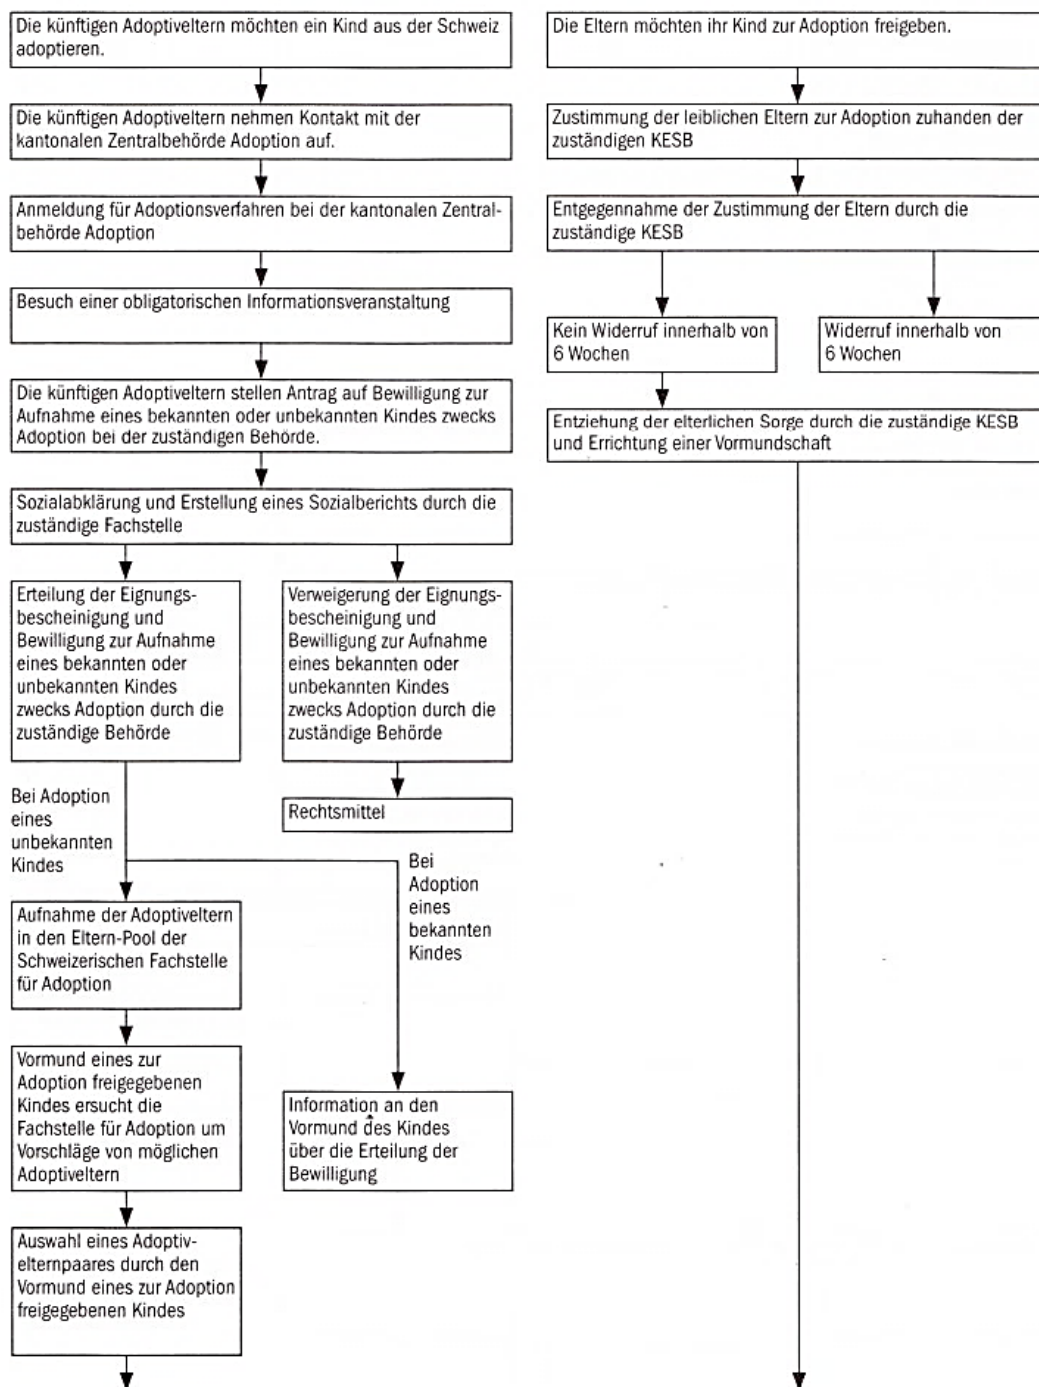 Die künftigen Adoptiveltern möchten ein Kind aus der Schweiz
adoptieren.
Die künftigen Adoptiveltern nehmen Kontakt mit der
kantonalen Zentralbehörde Adoption auf.
Anmeldung für Adoptionsverfahren bei der kantonalen Zentral-
behörde Adoption
Besuch einer obligatorischen Informationsveranstaltung
Die künftigen Adoptiveltern stellen Antrag auf Bewilligung zur
Aufnahme eines bekannten oder unbekannten Kindes zwecks
Adoption bei der zuständigen Behörde.
Sozialabklärung und Erstellung eines Sozialberichts durch die
zuständige Fachstelle
Erteilung der Eignungs-
bescheinigung und
Bewilligung zur Aufnahme
eines bekannten oder
unbekannten Kindes
zwecks Adoption durch die
zuständige Behörde
Verweigerung der Eignungs-
bescheinigung und
Bewilligung zur Aufnahme
eines bekannten oder
unbekannten Kindes
zwecks Adoption durch die
zuständige Behörde
Rechtsmittel
Bei Adoption
eines
unbekannten
Kindes
Bei
Adoption
eines
bekannten
Kindes
Aufnahme der Adoptiveltern
in den Eltern-Pool der
Schweizerischen Fachstelle
für Adoption
Vormund eines zur
Adoption freigegebenen
Kindes ersucht die
Fachstelle für Adoption um
Vorschläge von möglichen
Adoptiveltern
Information an den
Vormund des Kindes
über die Erteilung der
Bewilligung
Auswahl eines Adoptiv-
elternpaares durch den
Vormund eines zur Adoption
freigegebenen Kindes
Die Eltern möchten ihr Kind zur Adoption freigeben.
Zustimmung der leiblichen Eltern zur Adoption zuhanden der
zuständigen KESB
Entgegennahme der Zustimmung der Eltern durch die
zuständige KESB
Kein Widerruf innerhalb von
6 Wochen
Widerruf innerhalb von
6 Wochen
Entziehung der elterlichen Sorge durch die zuständige KESB
und Errichtung einer Vormundschaft